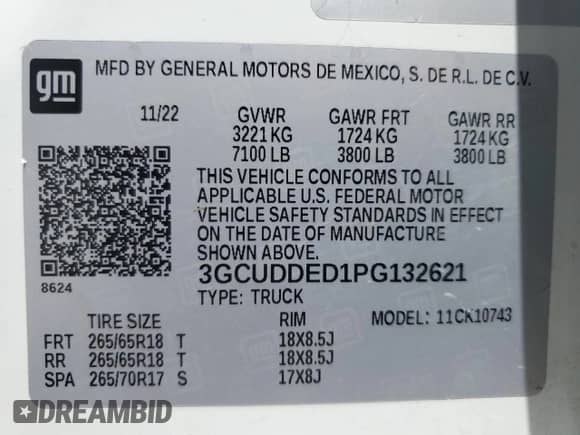 gm MFD BY GENERAL MOTORS DE MEXICO, S. DE R.L. DE C.V.
11/22 GVWR GAWR FRT GAWR RR
3221 KG 1724 KG 1724 KG
7100 LB 3800 LB 3800 LB
THIS VEHICLE CONFORMS TO ALL
APPLICABLE U.S. FEDERAL MOTOR
VEHICLE SAFETY STANDARDS IN EFFECT
ON THE DATE OF MANUFACTURE
SHOWN ABOVE.
8624 3GCUDDED1PG132621
TYPE: TRUCK
TIRE SIZE RIM MODEL: 11CK10743
FRT 265/65R18 T 18X8.5J
RR 265/65R18 T 18X8.5J
SPA 265/70R17 S 17X8J
DREAMBID